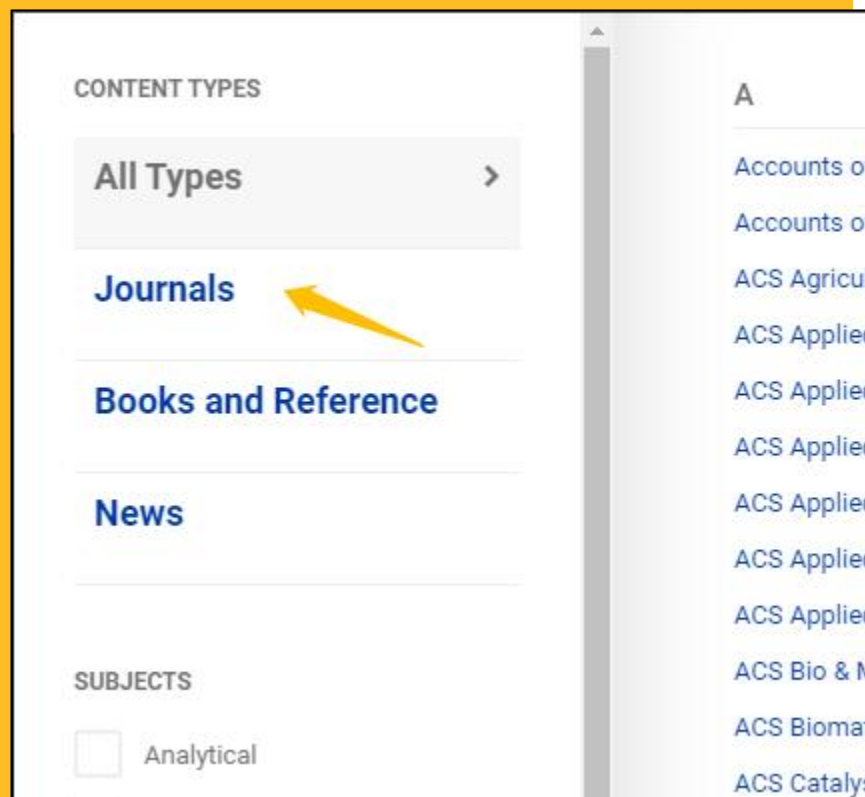 CONTENT TYPES
All Types
Journals
Books and Reference
News
SUBJECTS
Analytical
A
Accounts o
Accounts o
ACS Agricu
ACS Applie
ACS Applie
ACS Applie
ACS Applie
ACS Applie
ACS Applie
ACS Bio &
ACS Bioma
ACS Cataly